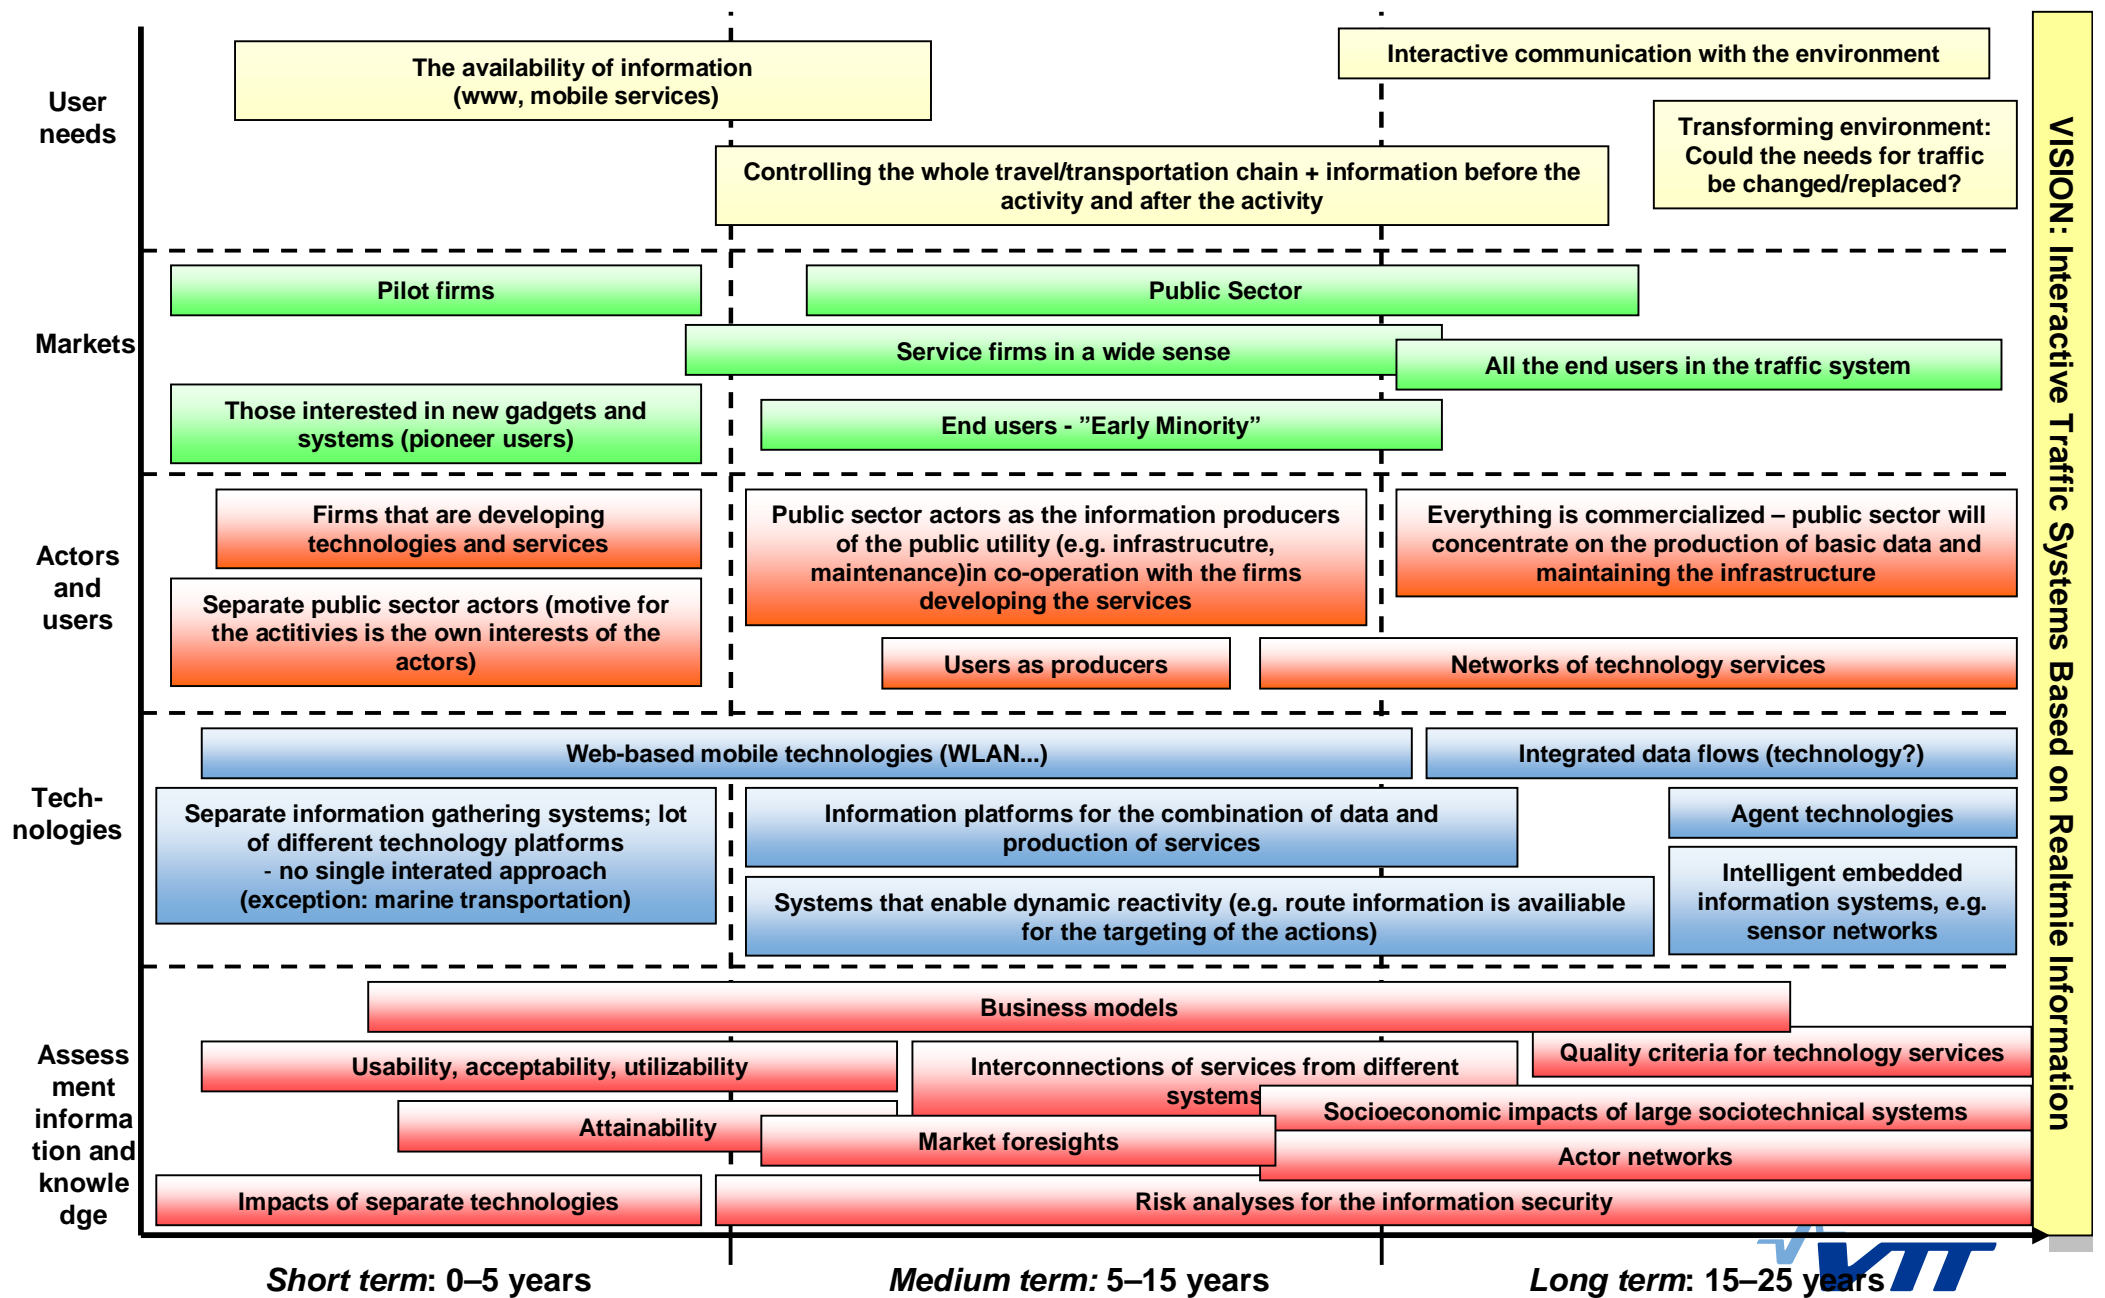 User
needs
The availability of information
(www, mobile services)
Interactive communication with the environment
Transforming environment:
Could the needs for traffic
be changed/replaced?
Controlling the whole travel/transportation chain + information before the
activity and after the activity
Markets
Pilot firms
Public Sector
Service firms in a wide sense
All the end users in the traffic system
Those interested in new gadgets and
systems (pioneer users)
End users - ”Early Minority”
Actors
and
users
Firms that are developing
technologies and services
Public sector actors as the information producers
of the public utility (e.g. infrastrucutre,
maintenance)in co-operation with the firms
developing the services
Everything is commercialized – public sector will
concentrate on the production of basic data and
maintaining the infrastructure
Separate public sector actors (motive for
the actitivies is the own interests of the
actors)
Users as producers
Networks of technology services
Tech-
nologies
Web-based mobile technologies (WLAN...)
Integrated data flows (technology?)
Separate information gathering systems; lot
of different technology platforms
- no single interated approach
(exception: marine transportation)
Information platforms for the combination of data and
production of services
Agent technologies
Systems that enable dynamic reactivity (e.g. route information is availiable
for the targeting of the actions)
Intelligent embedded
information systems, e.g.
sensor networks
Assess
ment
informa
tion and
knowle
dge
Business models
Usability, acceptability, utilizability
Interconnections of services from different
systems
Quality criteria for technology services
Attainability
Market foresights
Socioeconomic impacts of large sociotechnical systems
Actor networks
Impacts of separate technologies
Risk analyses for the information security
VISION: Interactive Traffic Systems Based on Realtmie Information
Short term: 0–5 years
Medium term: 5–15 years
Long term: 15–25 years
VTT